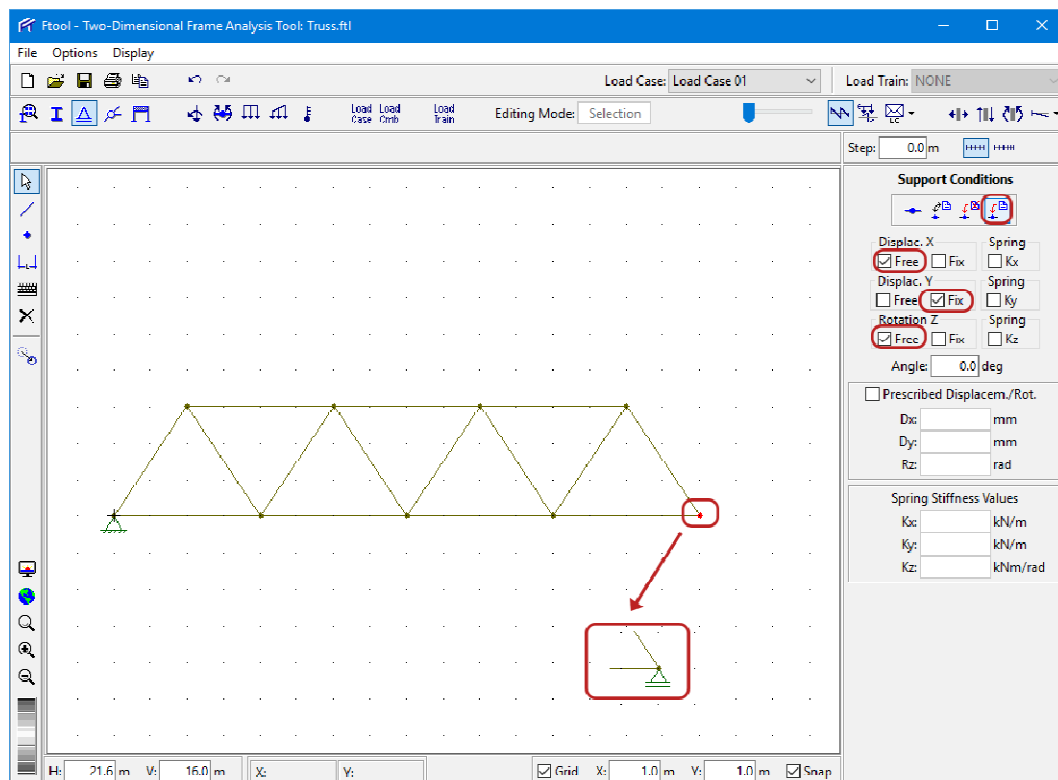 Ftool - Two-Dimensional Frame Analysis Tool: Truss.ftl
File Options Display
Load Case: Load Case 01 Load Train: NONE
Load Case Load Cmb Load Train Editing Mode: Selection LC
Step: 0.0 m
Support Conditions
Displac. X Spring
Free Fix Kx
Displac. Y Spring
Free Fix Ky
Rotation Z Spring
Free Fix Kz
Angle: 0.0 deg
Prescribed Displacem./Rot.
Dx: mm
Dy: mm
Rz: rad
Spring Stiffness Values
Kx: kN/m
Ky: kN/m
Kz: kNm/rad
H: 21.6 m V: 16.0 m X: Y: Grid X: 1.0 m Y: 1.0 m Snap